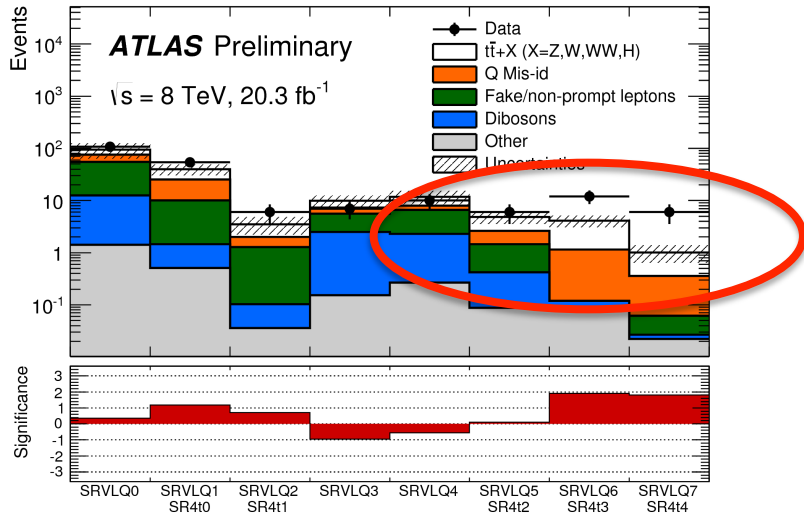 Events
10⁴
10³
10²
10
1
10⁻¹
ATLAS Preliminary
√s = 8 TeV, 20.3 fb⁻¹
Data
tt̄+X (X=Z,W,WW,H)
Q Mis-id
Fake/non-prompt leptons
Dibosons
Other
Uncertainties
Significance
3
2
1
0
-1
-2
-3
SRVLQ0 SRVLQ1 SRVLQ2 SRVLQ3 SRVLQ4 SRVLQ5 SRVLQ6 SRVLQ7
SR4t0 SR4t1 SR4t2 SR4t3 SR4t4